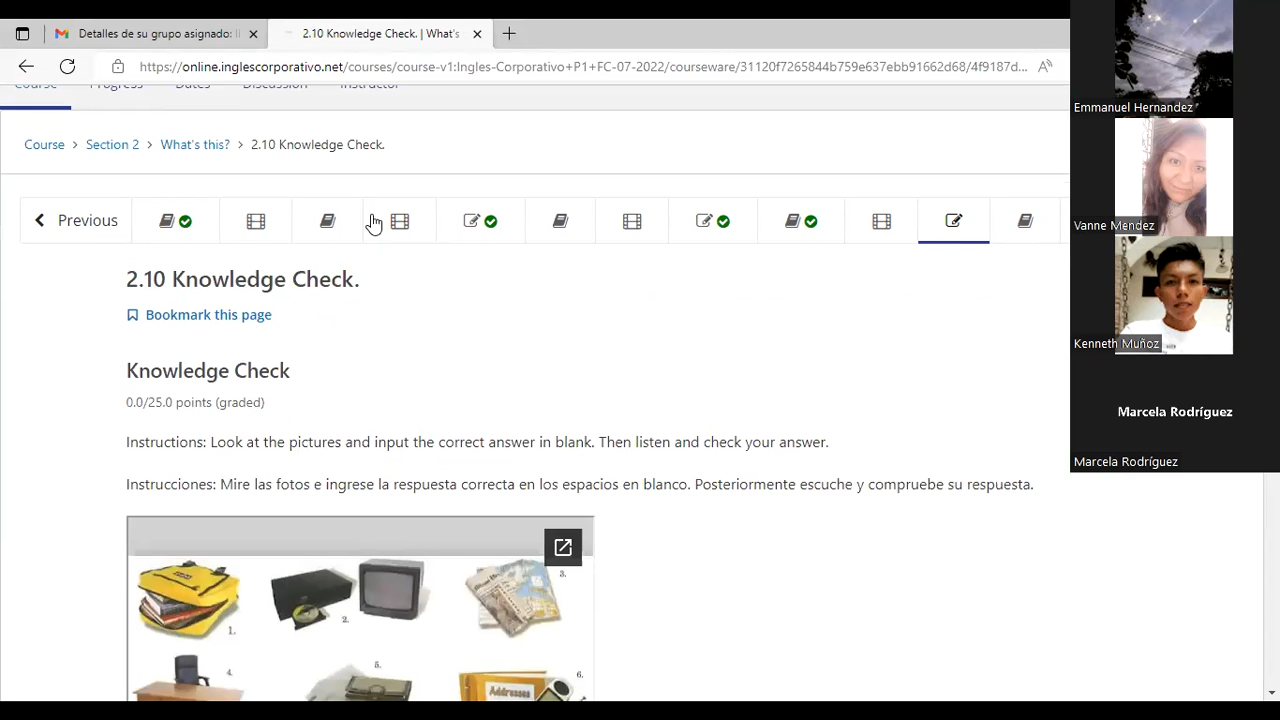 Detalles de su grupo asignado: II
2.10 Knowledge Check. | What's
https://online.inglescorporativo.net/courses/course-v1:Ingles-Corporativo+P1+FC-07-2022/courseware/31120f7265844b759e637ebb91662d68/4f9187d...
Course Progress Dates Discussion Instructor
Course > Section 2 > What's this? > 2.10 Knowledge Check.
Previous
2.10 Knowledge Check.
Bookmark this page
Knowledge Check
0.0/25.0 points (graded)
Instructions: Look at the pictures and input the correct answer in blank. Then listen and check your answer.
Instrucciones: Mire las fotos e ingrese la respuesta correcta en los espacios en blanco. Posteriormente escuche y compruebe su respuesta.
1.
2.
3.
4.
5.
6.
Addresses
Emmanuel Hernandez
Vanne Mendez
Kenneth Muñoz
Marcela Rodríguez
Marcela Rodríguez